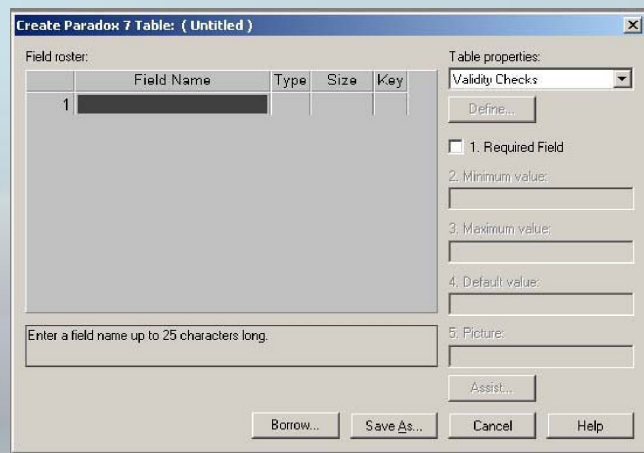 Create Paradox 7 Table: ( Untitled )
Field roster:
Field Name Type Size Key
1
Enter a field name up to 25 characters long.
Table properties:
Validity Checks
Define...
1. Required Field
2. Minimum value:
3. Maximum value:
4. Default value:
5. Picture:
Assist...
Borrow... Save As... Cancel Help